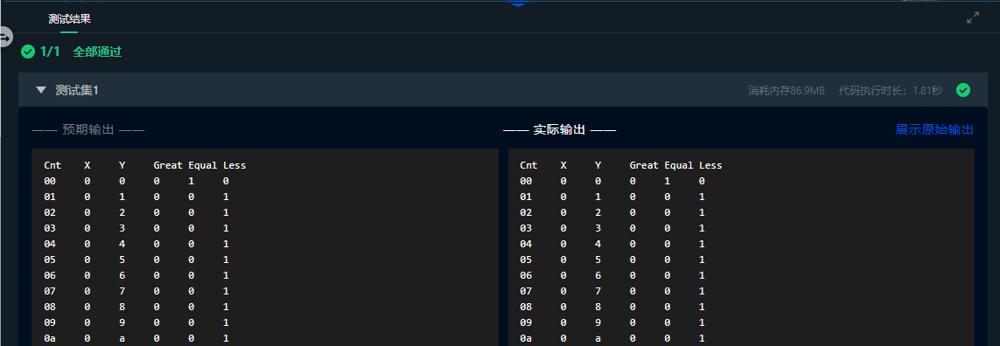 测试结果
1/1 全部通过
测试集1 消耗内存86.9MB 代码执行时长：1.81秒
—— 预期输出 —— —— 实际输出 —— 展示原始输出
Cnt X Y Great Equal Less Cnt X Y Great Equal Less
00 0 0 0 1 0 00 0 0 0 1 0
01 0 1 0 0 1 01 0 1 0 0 1
02 0 2 0 0 1 02 0 2 0 0 1
03 0 3 0 0 1 03 0 3 0 0 1
04 0 4 0 0 1 04 0 4 0 0 1
05 0 5 0 0 1 05 0 5 0 0 1
06 0 6 0 0 1 06 0 6 0 0 1
07 0 7 0 0 1 07 0 7 0 0 1
08 0 8 0 0 1 08 0 8 0 0 1
09 0 9 0 0 1 09 0 9 0 0 1
0a 0 a 0 0 1 0a 0 a 0 0 1